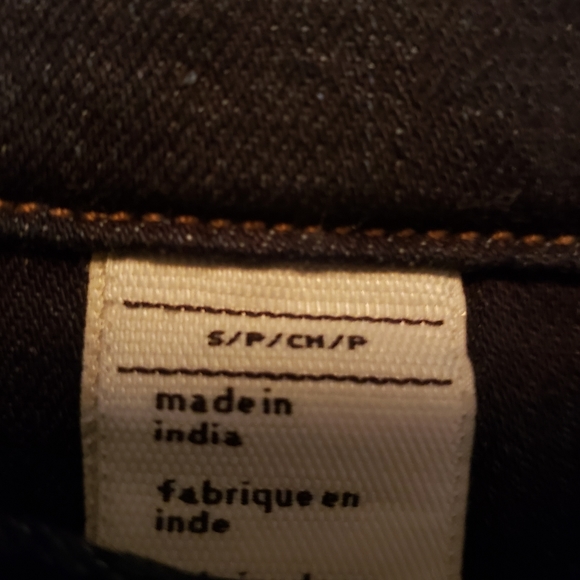 S/P/CH/P
made in
india
fabrique en
inde